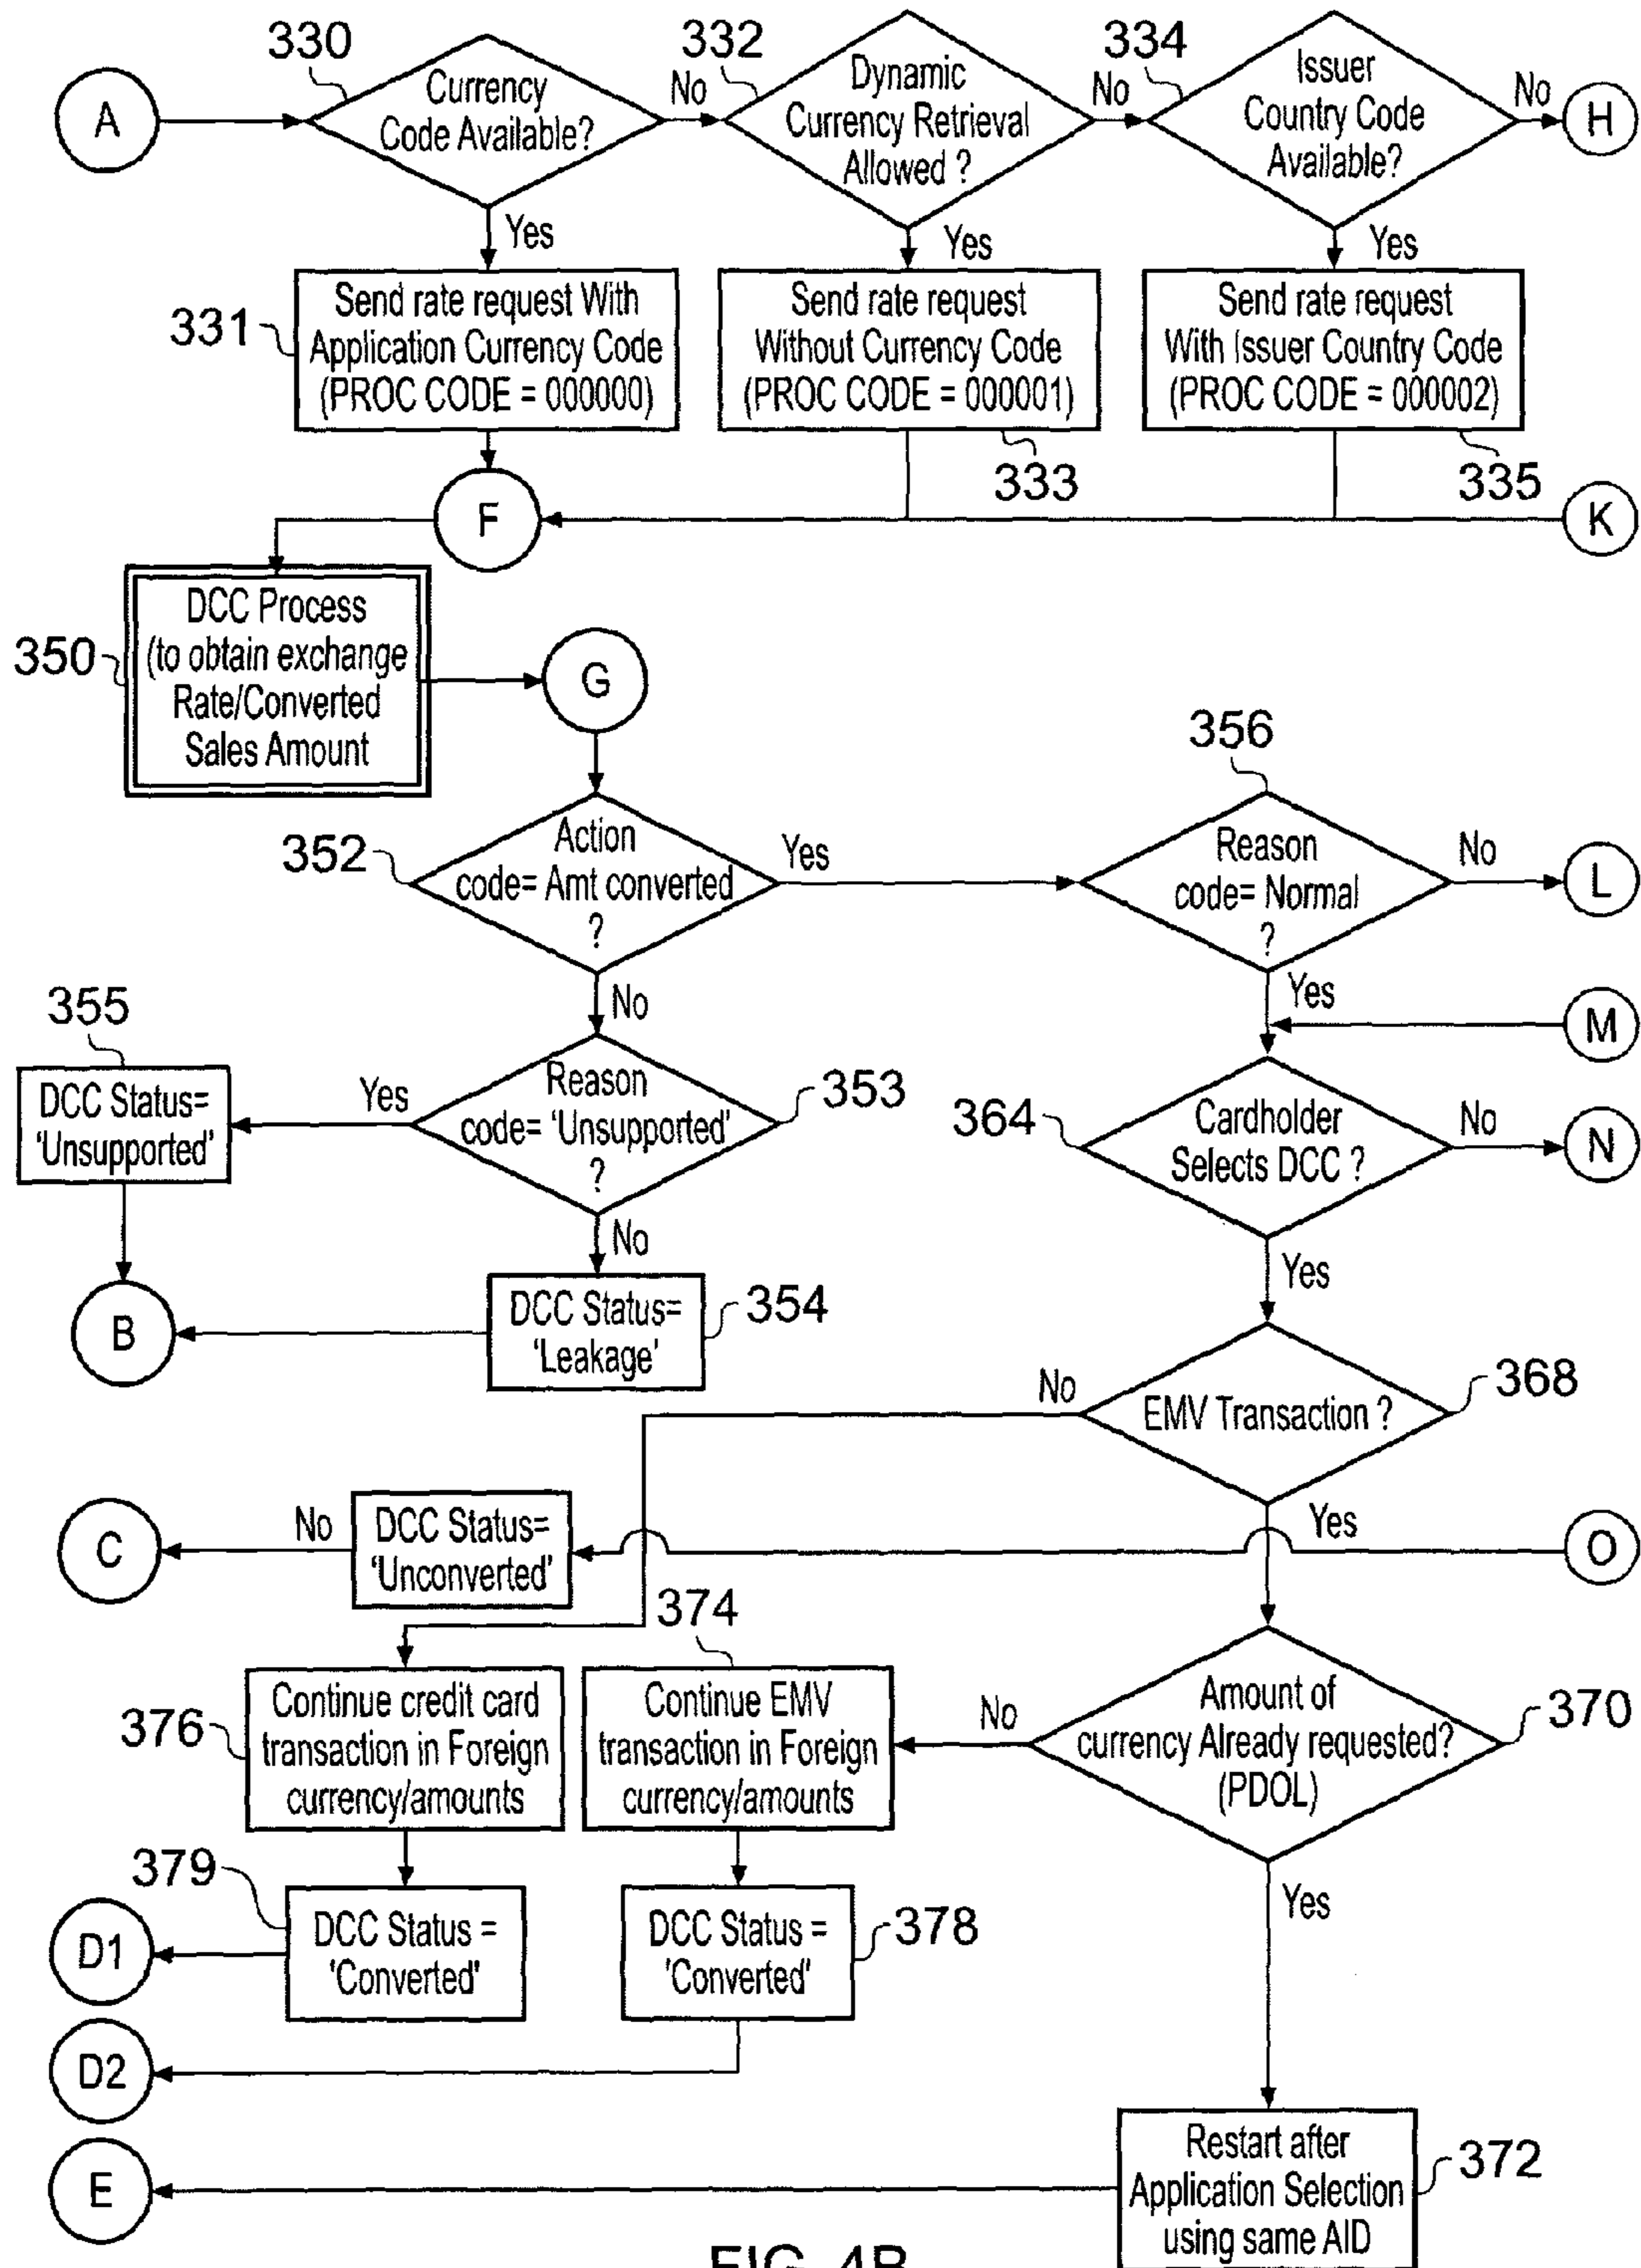 330
332
334
A
Currency
Code Available?
No
Dynamic
Currency Retrieval
Allowed ?
No
Issuer
Country Code
Available?
No
H
Yes
Yes
Yes
331
Send rate request With
Application Currency Code
(PROC CODE = 000000)
Send rate request
Without Currency Code
(PROC CODE = 000001)
Send rate request
With Issuer Country Code
(PROC CODE = 000002)
333
335
F
K
350
DCC Process
(to obtain exchange
Rate/Converted
Sales Amount
G
356
352
Action
code= Amt converted
?
Yes
Reason
code= Normal
?
No
L
No
Yes
M
355
DCC Status=
'Unsupported'
Yes
Reason
code= 'Unsupported'
?
353
364
Cardholder
Selects DCC ?
No
N
No
Yes
B
DCC Status=
'Leakage'
354
No
EMV Transaction ?
368
C
No
DCC Status=
'Unconverted'
Yes
O
374
376
Continue credit card
transaction in Foreign
currency/amounts
Continue EMV
transaction in Foreign
currency/amounts
No
Amount of
currency Already requested?
(PDOL)
370
379
Yes
D1
DCC Status =
'Converted'
DCC Status =
'Converted'
378
D2
E
Restart after
Application Selection
using same AID
372
FIG. 4B